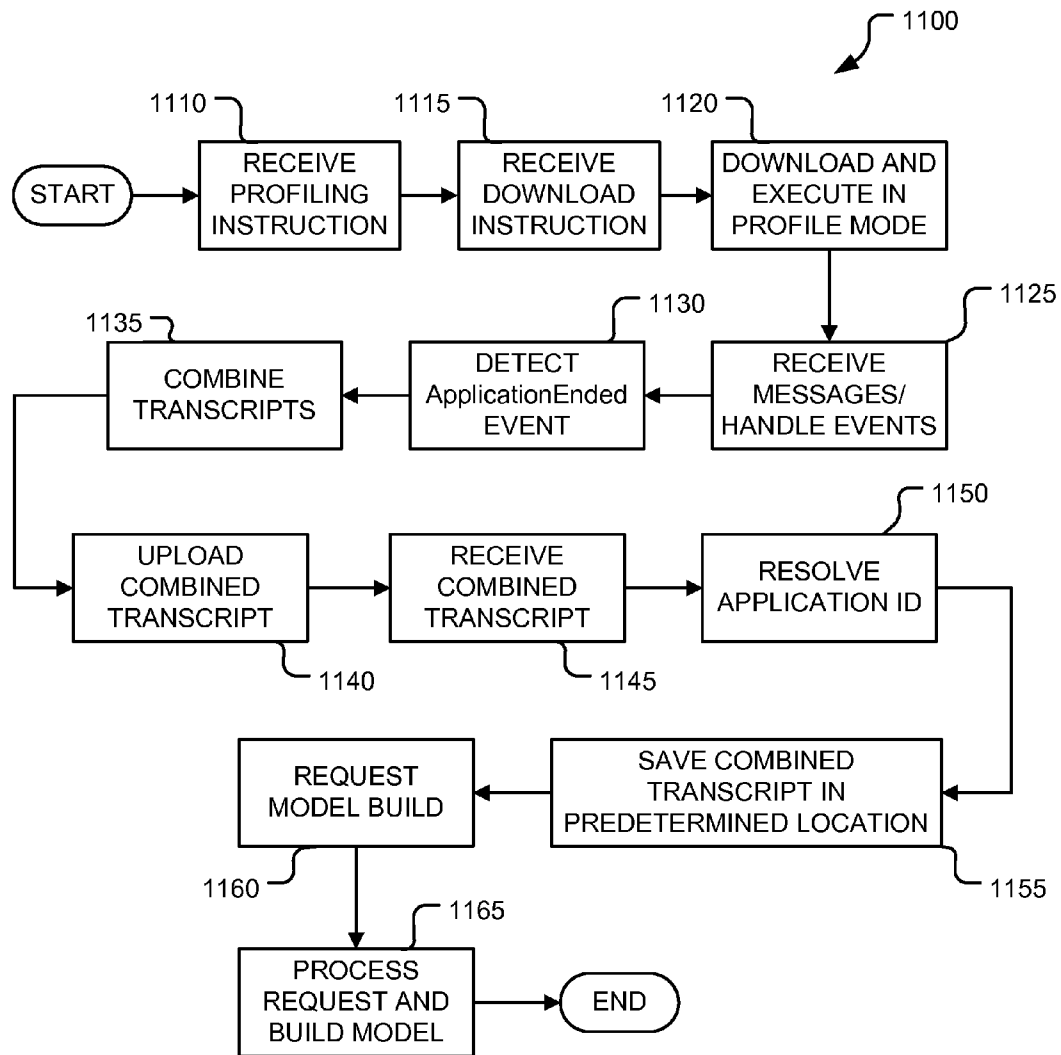 1100
1110
1115
1120
START
RECEIVE
PROFILING
INSTRUCTION
RECEIVE
DOWNLOAD
INSTRUCTION
DOWNLOAD AND
EXECUTE IN
PROFILE MODE
1125
1130
1135
RECEIVE
MESSAGES/
HANDLE EVENTS
DETECT
ApplicationEnded
EVENT
COMBINE
TRANSCRIPTS
1150
UPLOAD
COMBINED
TRANSCRIPT
RECEIVE
COMBINED
TRANSCRIPT
RESOLVE
APPLICATION ID
1140
1145
SAVE COMBINED
TRANSCRIPT IN
PREDETERMINED LOCATION
REQUEST
MODEL BUILD
1160
1155
1165
PROCESS
REQUEST AND
BUILD MODEL
END